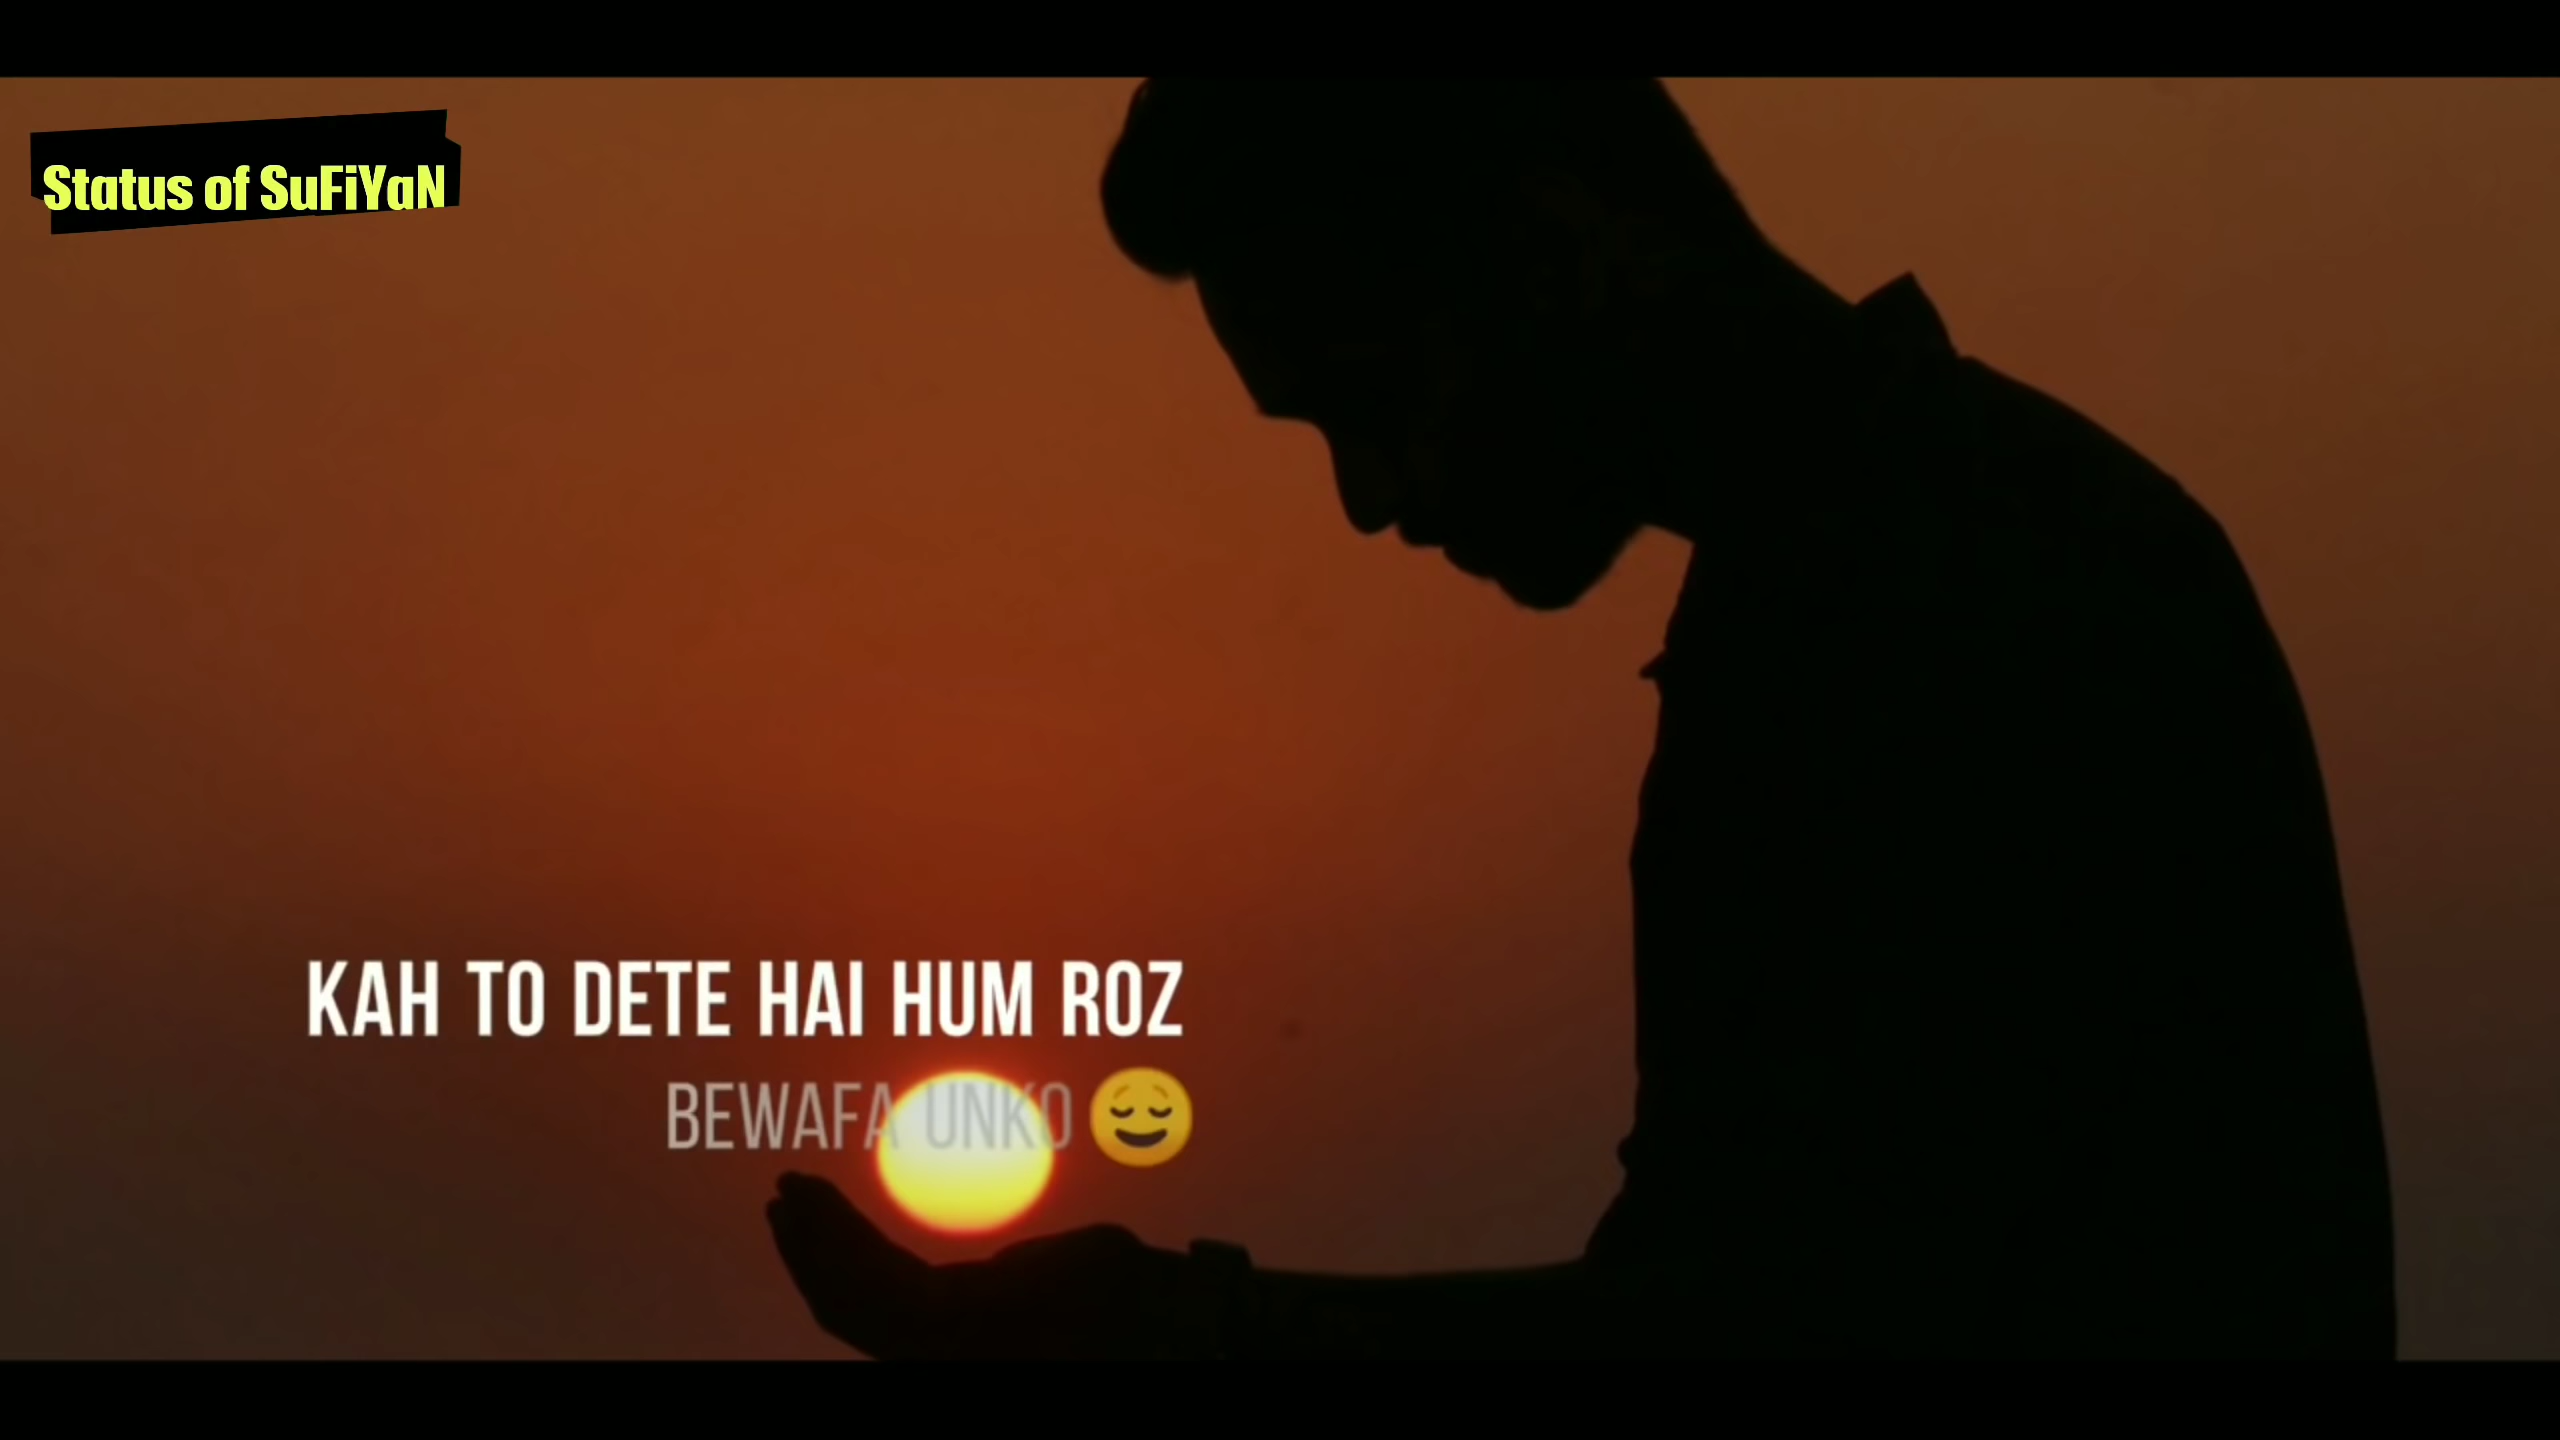 Status of SuFiYaN
KAH TO DETE HAI HUM ROZ
BEWAFA UNKO 😌